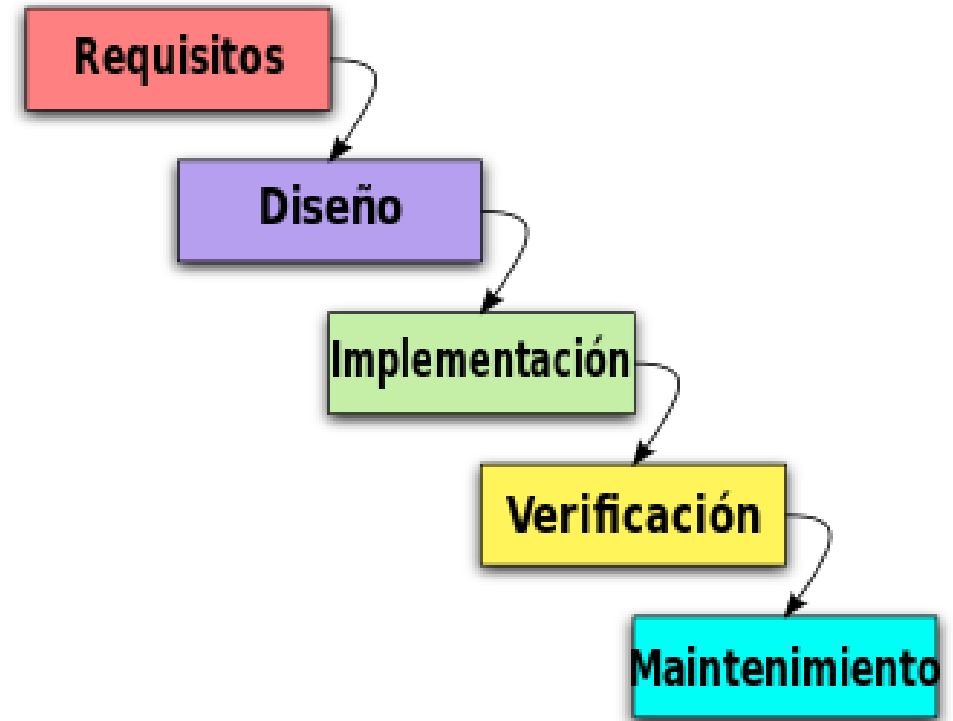 Requisitos
Diseño
Implementación
Verificación
Maintenimiento